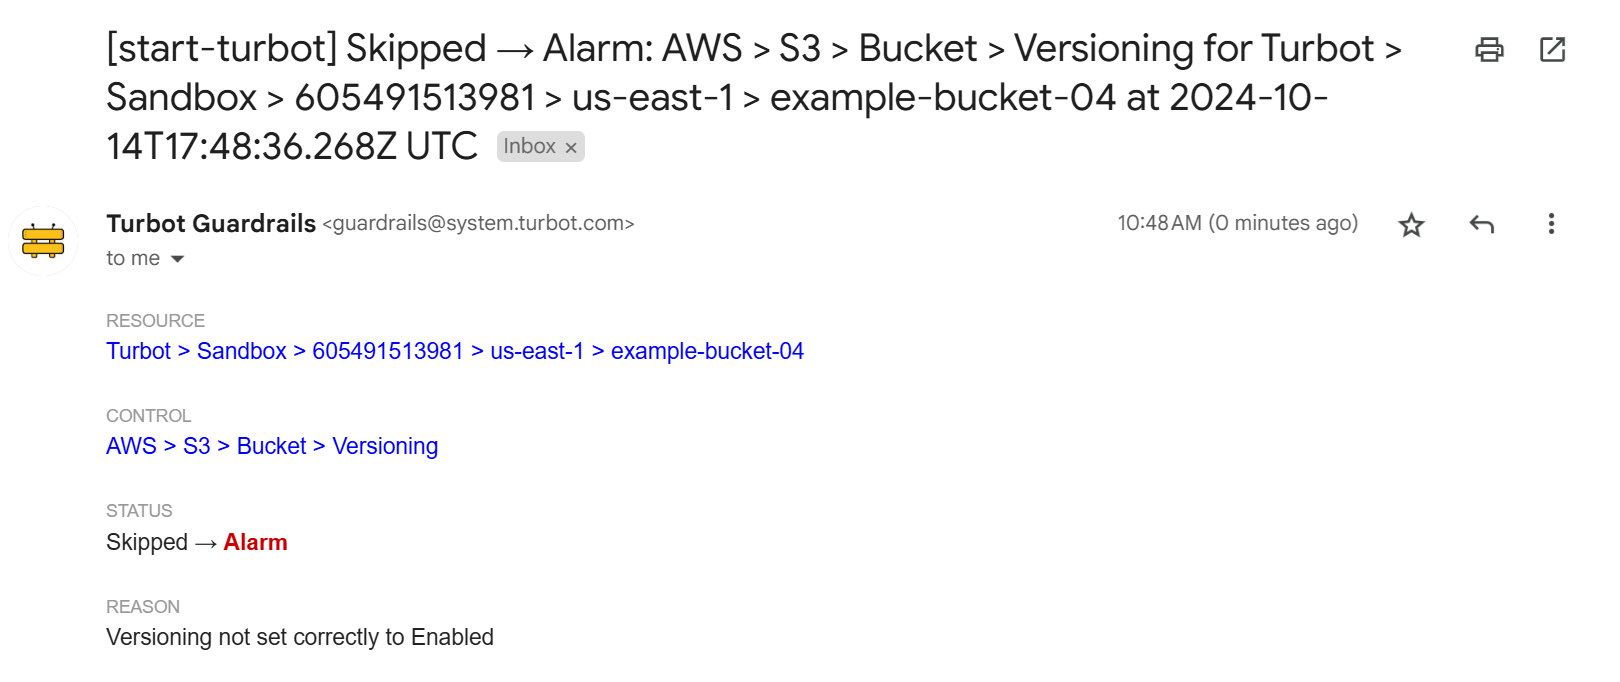 [start-turbot] Skipped → Alarm: AWS > S3 > Bucket > Versioning for Turbot >
Sandbox > 605491513981 > us-east-1 > example-bucket-04 at 2024-10-
14T17:48:36.268Z UTC Inbox ×
Turbot Guardrails <guardrails@system.turbot.com> 10:48 AM (0 minutes ago)
to me
RESOURCE
Turbot > Sandbox > 605491513981 > us-east-1 > example-bucket-04
CONTROL
AWS > S3 > Bucket > Versioning
STATUS
Skipped → Alarm
REASON
Versioning not set correctly to Enabled